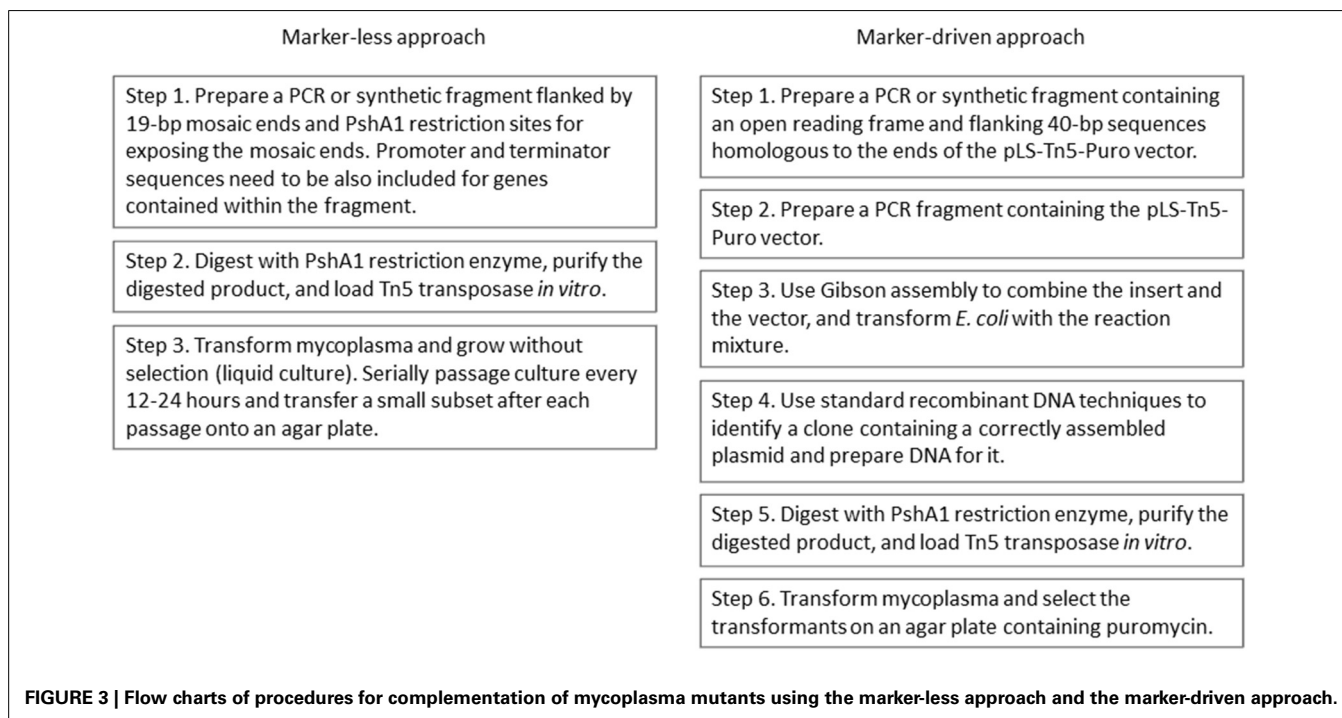 Marker-less approach
Step 1. Prepare a PCR or synthetic fragment flanked by
19-bp mosaic ends and PshA1 restriction sites for
exposing the mosaic ends. Promoter and terminator
sequences need to be also included for genes
contained within the fragment.
Step 2. Digest with PshA1 restriction enzyme, purify the
digested product, and load Tn5 transposase in vitro.
Step 3. Transform mycoplasma and grow without
selection (liquid culture). Serially passage culture every
12-24 hours and transfer a small subset after each
passage onto an agar plate.
Marker-driven approach
Step 1. Prepare a PCR or synthetic fragment containing
an open reading frame and flanking 40-bp sequences
homologous to the ends of the pLS-Tn5-Puro vector.
Step 2. Prepare a PCR fragment containing the pLS-Tn5-
Puro vector.
Step 3. Use Gibson assembly to combine the insert and
the vector, and transform E. coli with the reaction
mixture.
Step 4. Use standard recombinant DNA techniques to
identify a clone containing a correctly assembled
plasmid and prepare DNA for it.
Step 5. Digest with PshA1 restriction enzyme, purify the
digested product, and load Tn5 transposase in vitro.
Step 6. Transform mycoplasma and select the
transformants on an agar plate containing puromycin.
FIGURE 3 | Flow charts of procedures for complementation of mycoplasma mutants using the marker-less approach and the marker-driven approach.